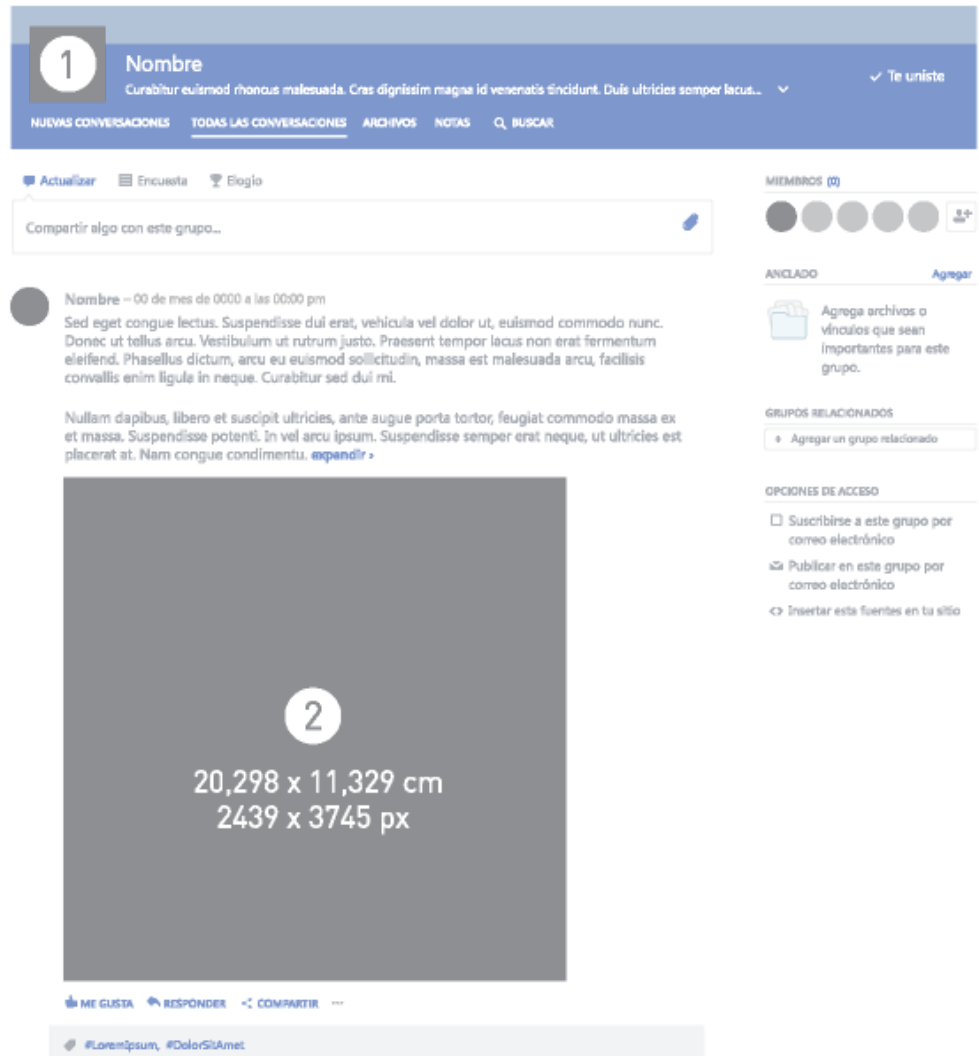 1
Nombre
Curabitur euismod rhoncus malesuada. Cras dignissim magna id venenatis tincidunt. Duis ultricies semper lacus...
✓ Te uniste
NUEVAS CONVERSACIONES TODAS LAS CONVERSACIONES ARCHIVOS NOTAS BUSCAR
Actualizar Encuesta Elogio
Compartir algo con este grupo...
Nombre – 00 de mes de 0000 a las 00:00 pm
Sed eget congue lectus. Suspendisse dui erat, vehicula vel dolor ut, euismod commodo nunc.
Donec ut tellus arcu. Vestibulum ut rutrum justo. Praesent tempor lacus non erat fermentum
eleifend. Phasellus dictum, arcu eu euismod sollicitudin, massa est malesuada arcu, facilisis
convallis enim ligula in neque. Curabitur sed dui mi.
Nullam dapibus, libero et suscipit ultricies, ante augue porta tortor, feugiat commodo massa ex
et massa. Suspendisse potenti. In vel arcu ipsum. Suspendisse semper erat neque, ut ultricies est
placerat at. Nam congue condimentu. expandir ›
2
20,298 x 11,329 cm
2439 x 3745 px
ME GUSTA RESPONDER COMPARTIR ...
#LoremIpsum, #DolorSitAmet
MIEMBROS (0)
ANCLADO Agregar
Agrega archivos o
vínculos que sean
importantes para este
grupo.
GRUPOS RELACIONADOS
+ Agregar un grupo relacionado
OPCIONES DE ACCESO
Suscribirse a este grupo por
correo electrónico
Publicar en este grupo por
correo electrónico
<> Insertar esta fuentes en tu sitio